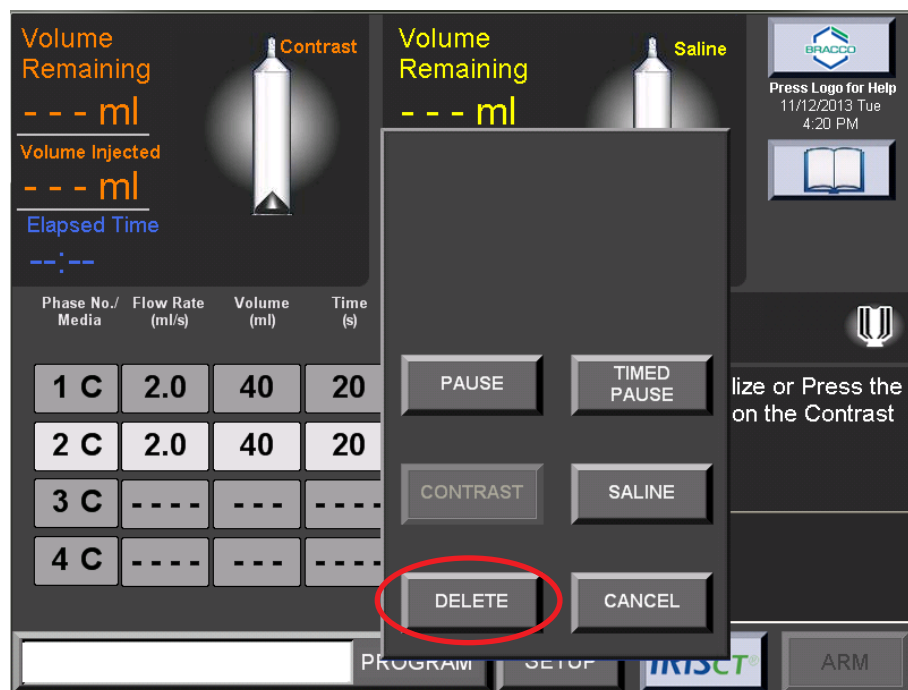 Volume
Remaining
- - - ml
Volume Injected
- - - ml
Elapsed Time
--:--
Contrast
Volume
Remaining
- - - ml
Saline
BRACCO
Press Logo for Help
11/12/2013 Tue
4:20 PM
Phase No./ Flow Rate Volume Time
Media (ml/s) (ml) (s)
1 C 2.0 40 20
2 C 2.0 40 20
3 C - - - - - - - - - - -
4 C - - - - - - - - - - -
PAUSE TIMED
PAUSE
CONTRAST SALINE
DELETE CANCEL
lize or Press the
on the Contrast
PROGRAM SETUP IRISCT® ARM